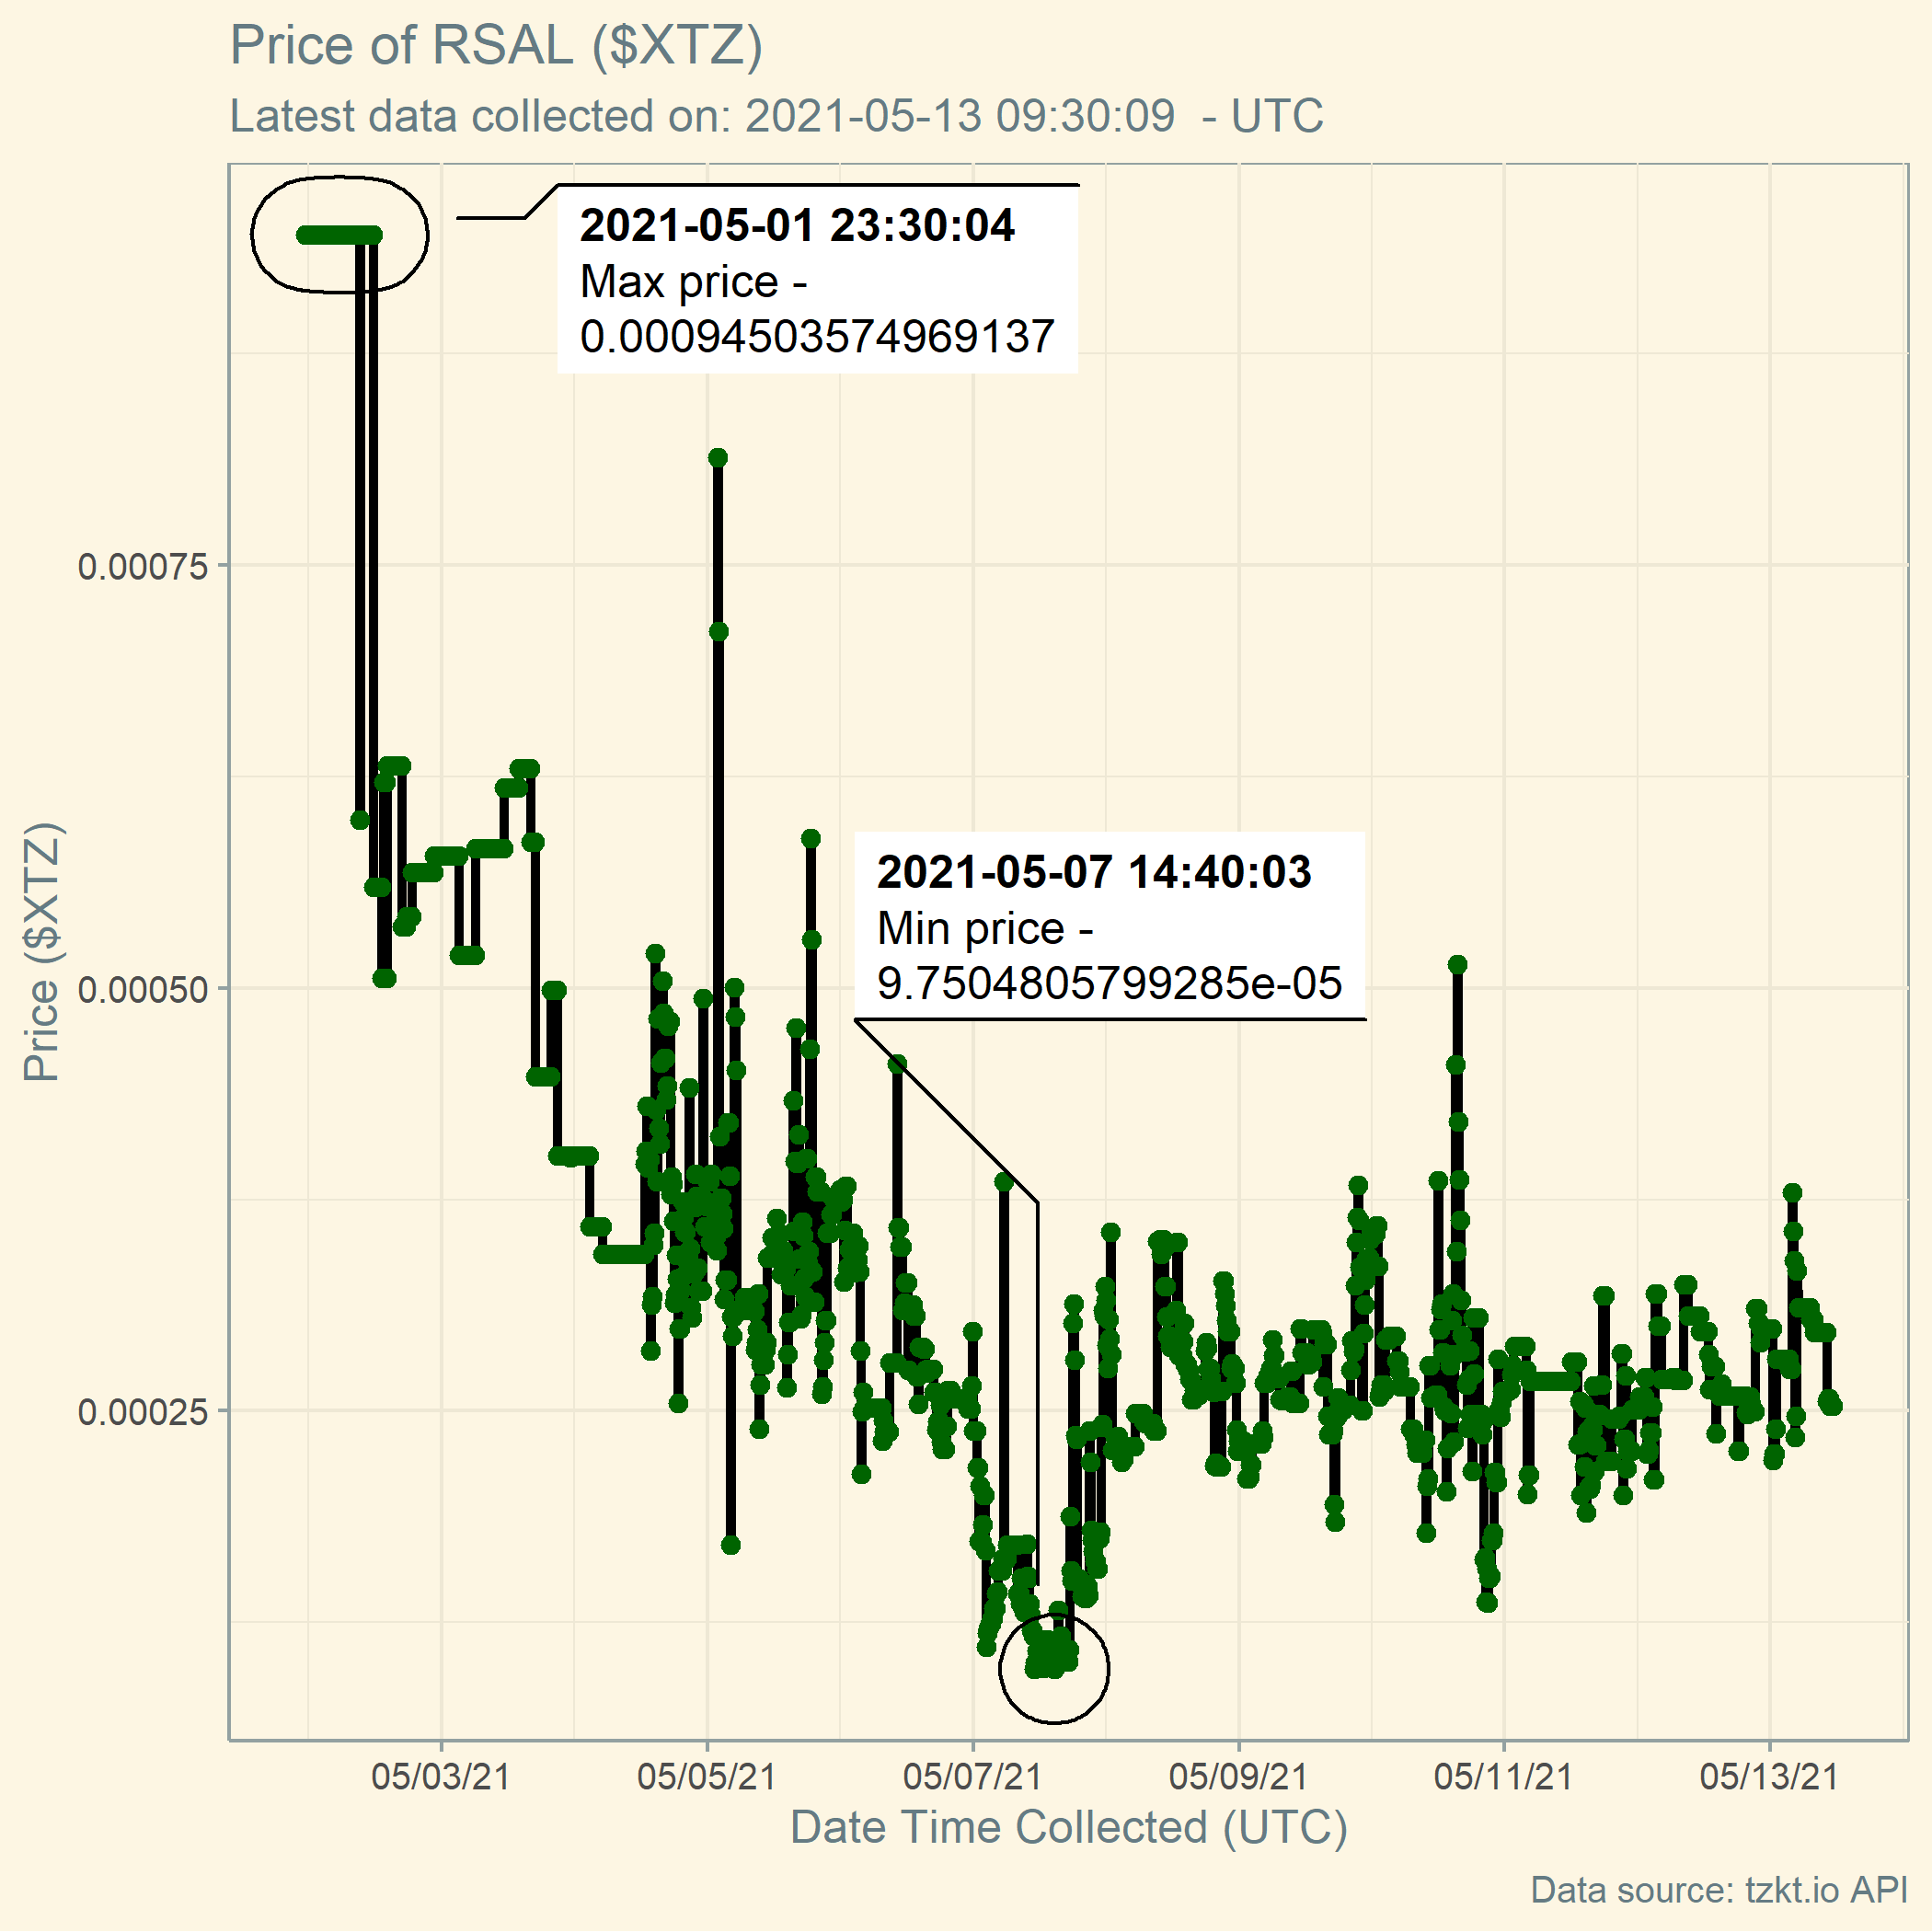 Price of RSAL ($XTZ)
Latest data collected on: 2021-05-13 09:30:09  - UTC
2021-05-01 23:30:04
Max price -
0.000945035749691​37
0.00075
2021-05-07 14:40:03
Min price -
9.7504805799285e-05
Price ($XTZ)
0.00050
0.00025
05/03/21
05/05/21
05/07/21
05/09/21
05/11/21
05/13/21
Date Time Collected (UTC)
Data source: tzkt.io API